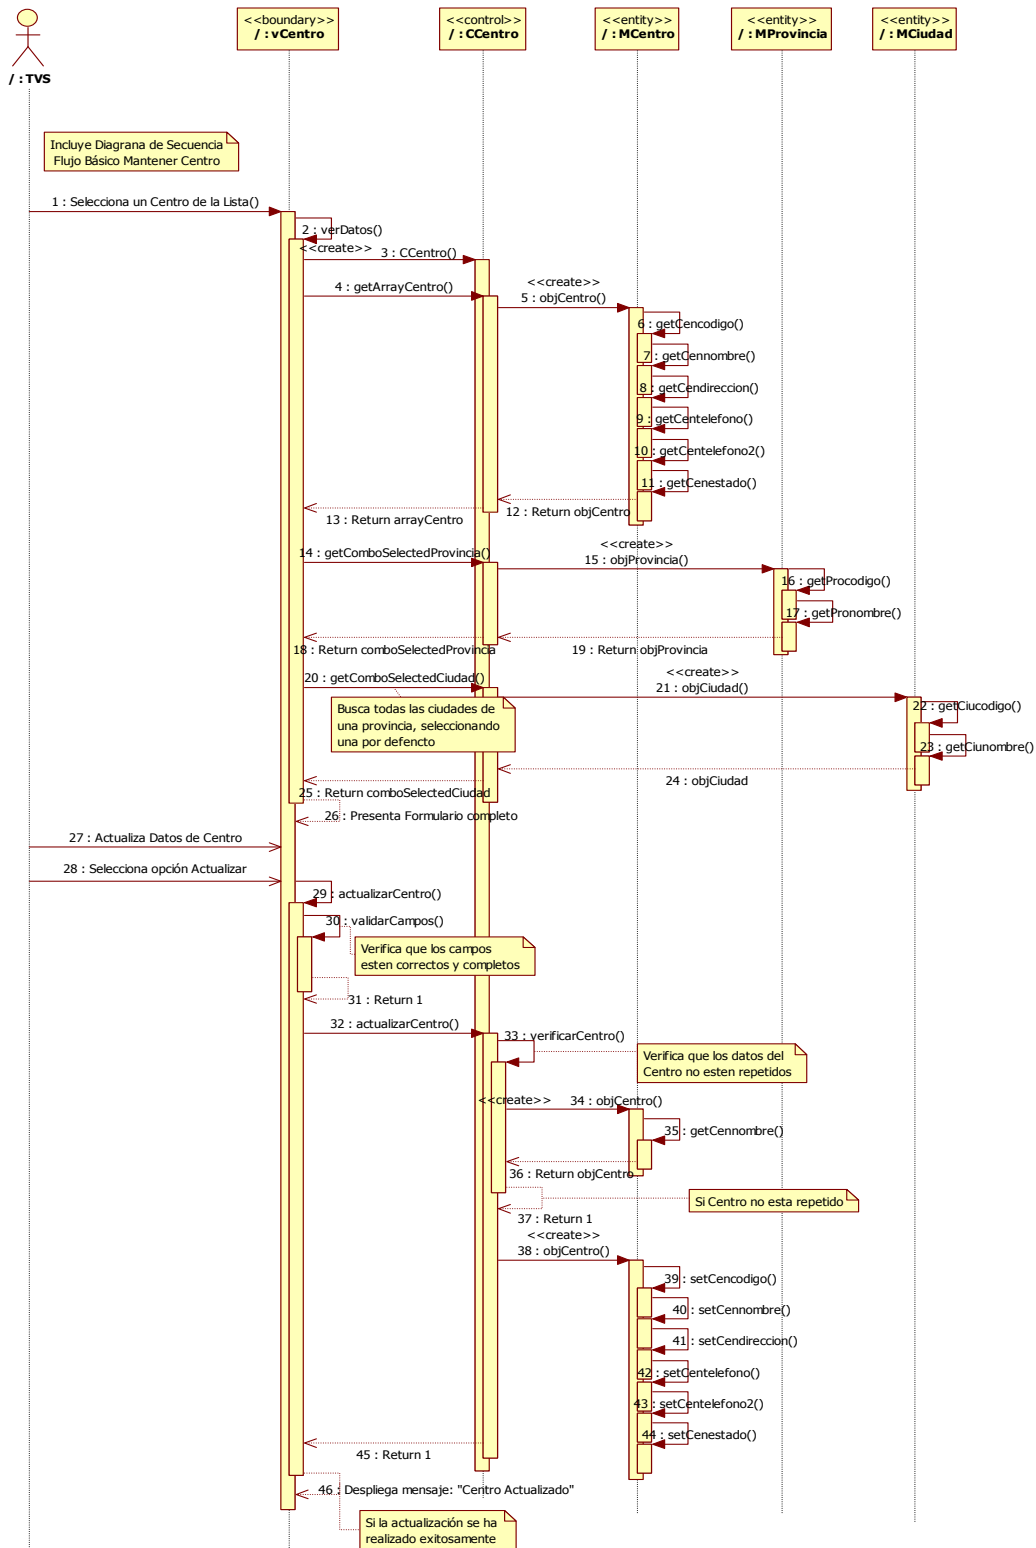 <<boundary>>
/ : vCentro
<<control>>
/ : CCentro
<<entity>>
/ : MCentro
<<entity>>
/ : MProvincia
<<entity>>
/ : MCiudad
/ : TVS
Incluye Diagrana de Secuencia
Flujo Básico Mantener Centro
1 : Selecciona un Centro de la Lista()
2 : verDatos()
<<create>>
3 : CCentro()
4 : getArrayCentro()
<<create>>
5 : objCentro()
6 : getCencodigo()
7 : getCennombre()
8 : getCendireccion()
9 : getCentelefono()
10 : getCentelefono2()
11 : getCenestado()
12 : Return objCentro
13 : Return arrayCentro
14 : getComboSelectedProvincia()
<<create>>
15 : objProvincia()
16 : getProcodigo()
17 : getPronombre()
18 : Return comboSelectedProvincia
19 : Return objProvincia
20 : getComboSelectedCiudad()
<<create>>
21 : objCiudad()
Busca todas las ciudades de
una provincia, seleccionando
una por defencto
22 : getCiucodigo()
23 : getCiunombre()
24 : objCiudad
25 : Return comboSelectedCiudad
26 : Presenta Formulario completo
27 : Actualiza Datos de Centro
28 : Selecciona opción Actualizar
29 : actualizarCentro()
30 : validarCampos()
Verifica que los campos
esten correctos y completos
31 : Return 1
32 : actualizarCentro()
33 : verificarCentro()
Verifica que los datos del
Centro no esten repetidos
<<create>>
34 : objCentro()
35 : getCennombre()
36 : Return objCentro
Si Centro no esta repetido
37 : Return 1
<<create>>
38 : objCentro()
39 : setCencodigo()
40 : setCennombre()
41 : setCendireccion()
42 : setCentelefono()
43 : setCentelefono2()
44 : setCenestado()
45 : Return 1
46 : Despliega mensaje: "Centro Actualizado"
Si la actualización se ha
realizado exitosamente